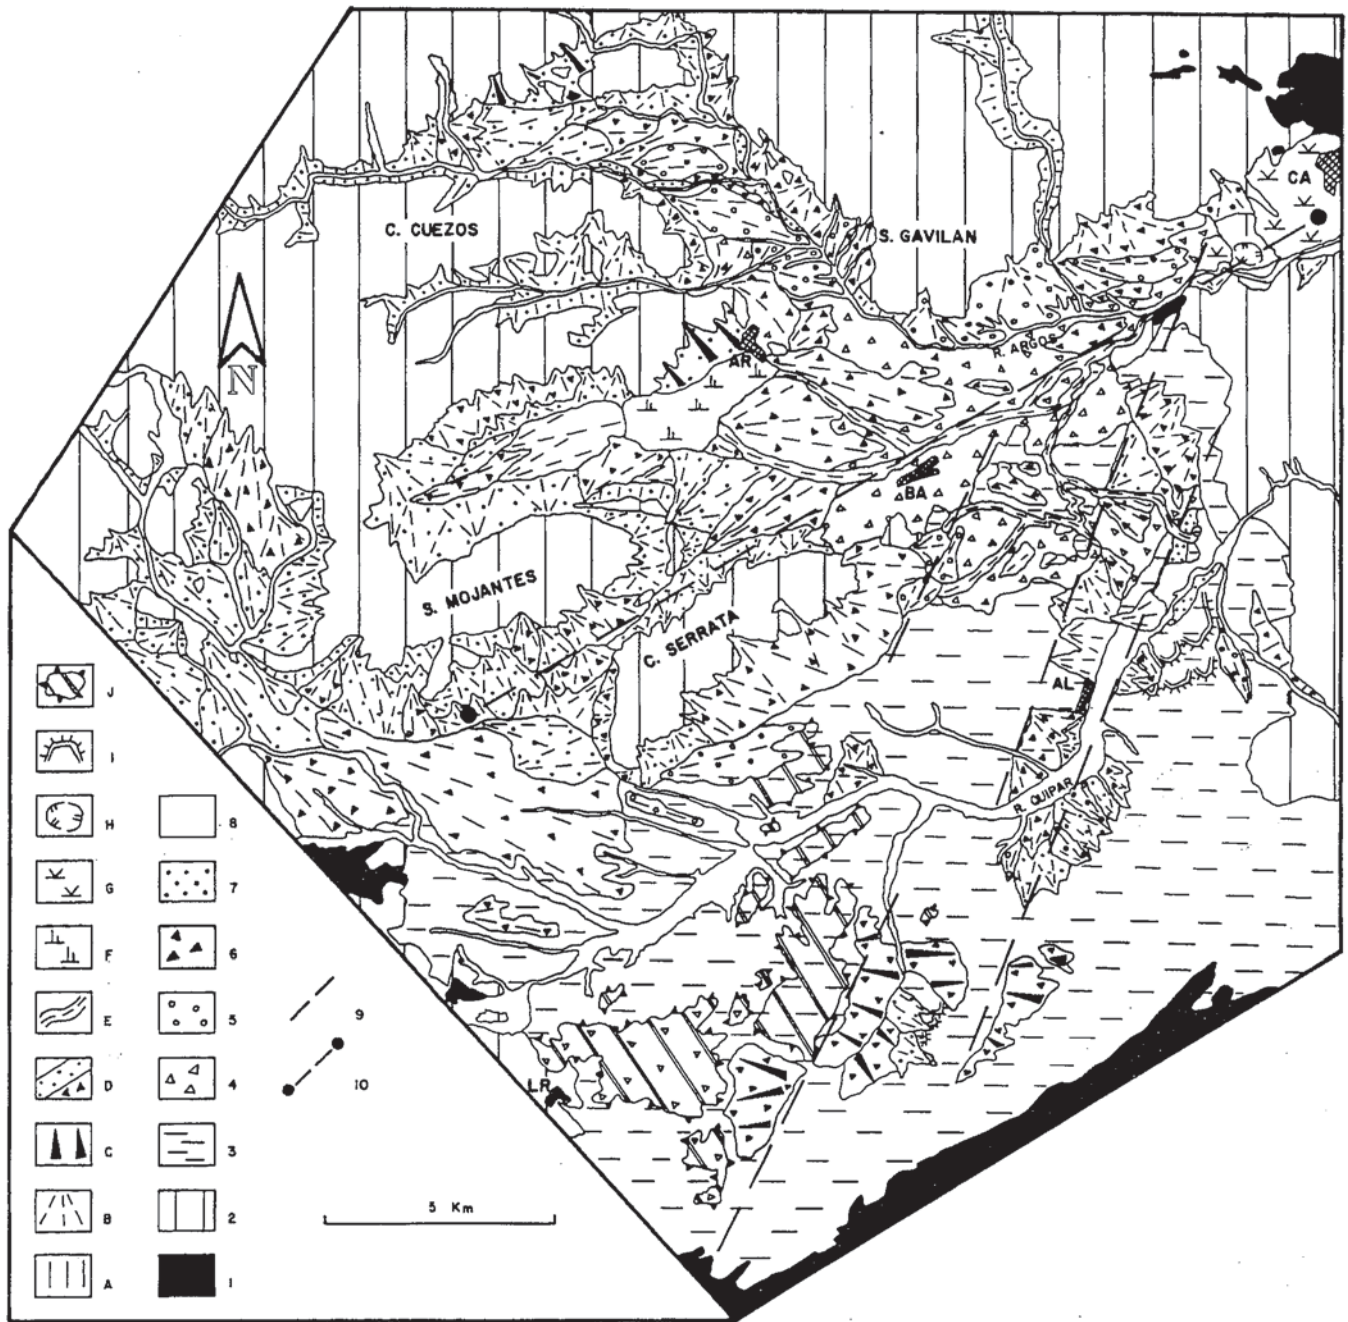 CA
C. CUEZOS
S. GAVILAN
R. ARGOS
AR
N
BA
S. MOJANTES
C. SERRATA
AL
R. QUIPAR
LR
J
I
H
8
G
7
F
6
E
5
9
D
4
10
C
3
B
2
A
1
5 Km